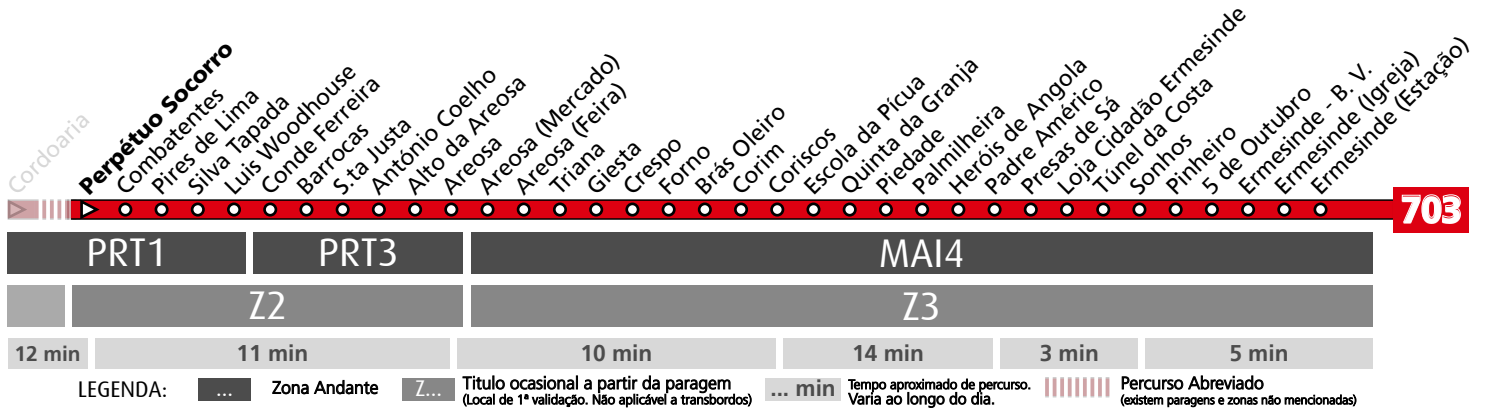 Cordoaria
Perpétuo Socorro
Combatentes
Pires de Lima
Silva Tapada
Luis Woodhouse
Conde Ferreira
Barrocas
S.ta Justa
António Coelho
Alto da Areosa
Areosa
Areosa (Mercado)
Areosa (Feira)
Triana
Giesta
Crespo
Forno
Brás Oleiro
Corim
Coriscos
Escola da Pícua
Quinta da Granja
Piedade
Palmilheira
Heróis de Angola
Padre Américo
Presas de Sá
Loja Cidadão Ermesinde
Túnel da Costa
Sonhos
Pinheiro
5 de Outubro
Ermesinde - B. V.
Ermesinde (Igreja)
Ermesinde (Estação)
703
PRT1 PRT3 MAI4
Z2 Z3
12 min 11 min 10 min 14 min 3 min 5 min
LEGENDA: ... Zona Andante Z... Titulo ocasional a partir da paragem ... min Tempo aproximado de percurso. Percurso Abreviado
(Local de 1ª validação. Não aplicável a transbordos) Varia ao longo do dia. (existem paragens e zonas não mencionadas)